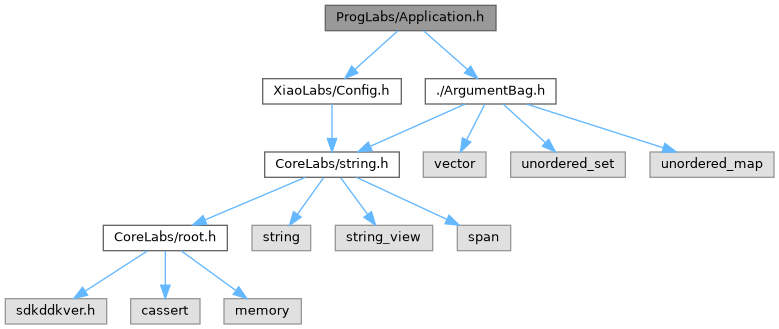 ProgLabs/Application.h
XiaoLabs/Config.h
./ArgumentBag.h
CoreLabs/string.h
vector
unordered_set
unordered_map
CoreLabs/root.h
string
string_view
span
sdkddkver.h
cassert
memory